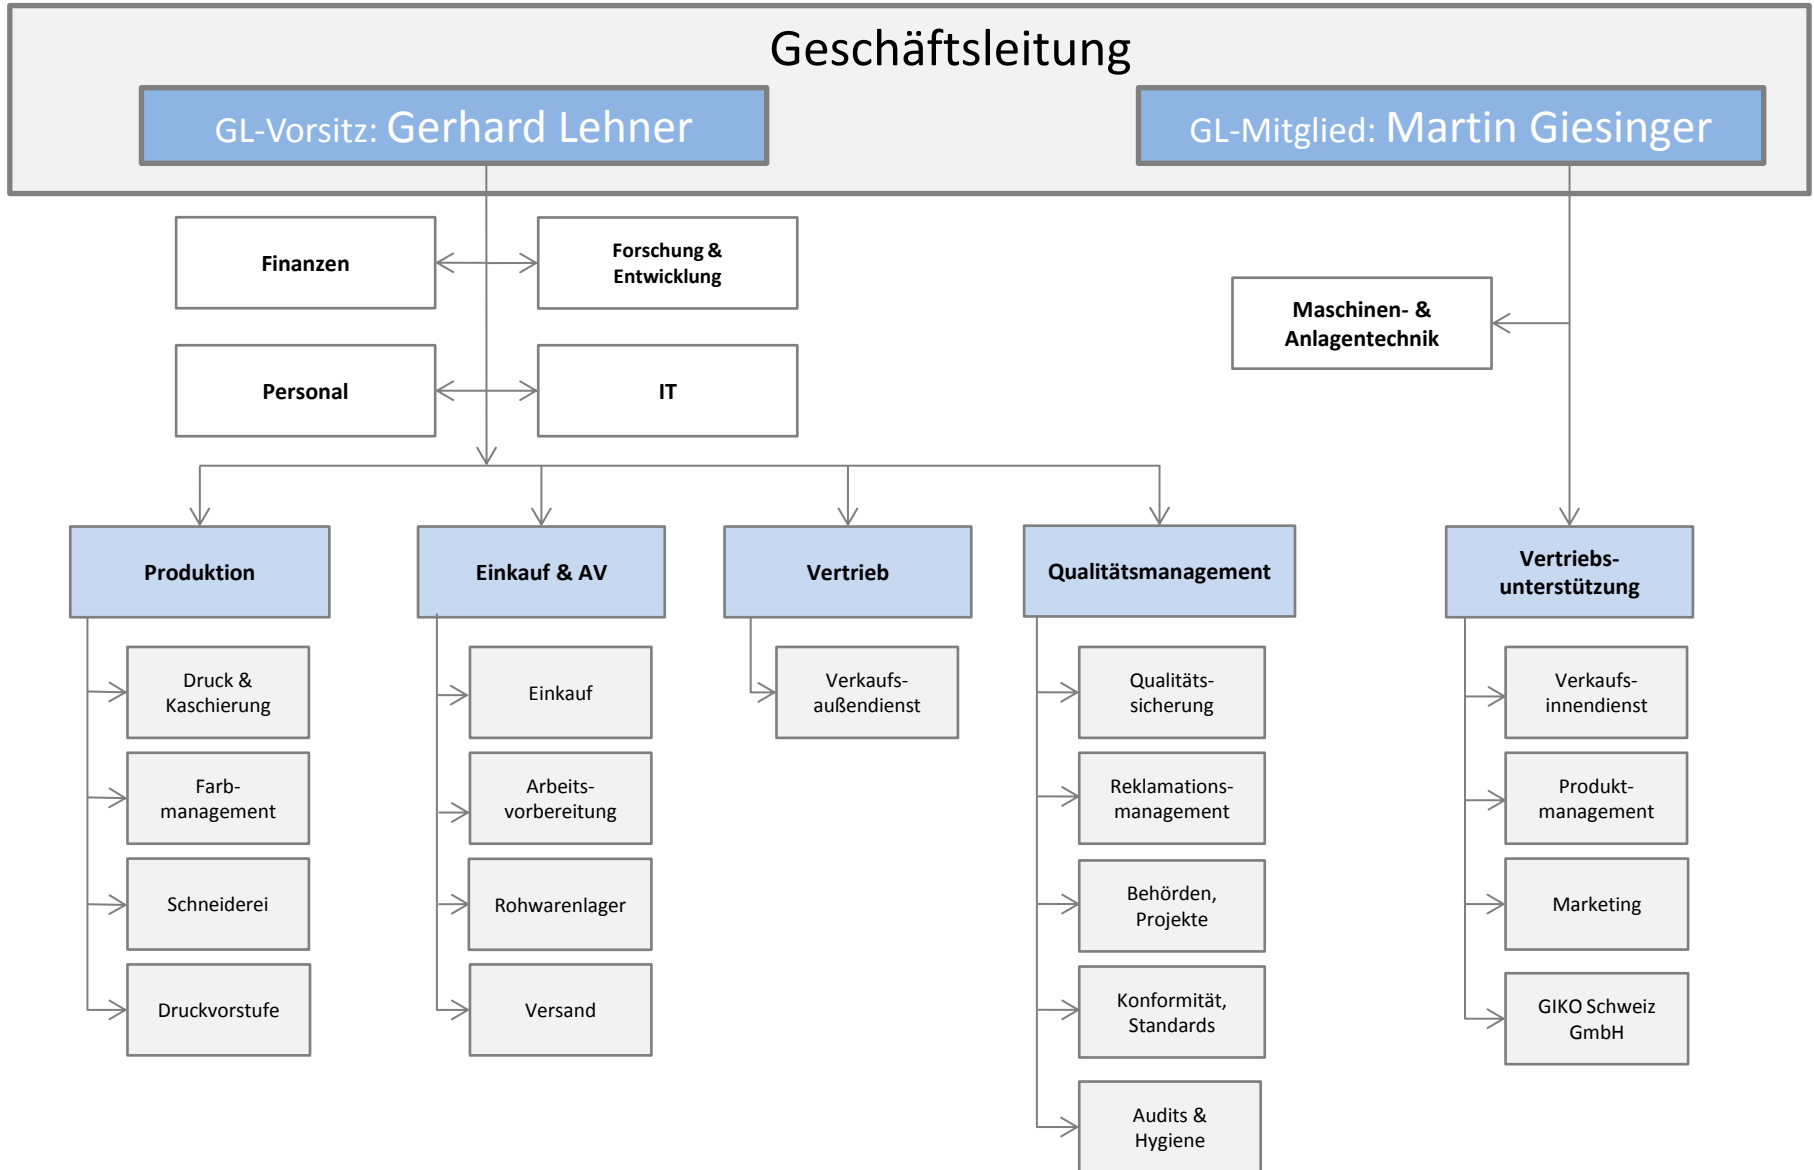 Geschäftsleitung
GL-Vorsitz: Gerhard Lehner
GL-Mitglied: Martin Giesinger
Finanzen
Forschung &
Entwicklung
Maschinen- &
Anlagentechnik
Personal
IT
Produktion
Einkauf & AV
Vertrieb
Qualitätsmanagement
Vertriebs-
unterstützung
Druck &
Kaschierung
Farb-
management
Schneiderei
Druckvorstufe
Einkauf
Arbeits-
vorbereitung
Rohwarenlager
Versand
Verkaufs-
außendienst
Qualitäts-
sicherung
Reklamations-
management
Behörden,
Projekte
Konformität,
Standards
Audits &
Hygiene
Verkaufs-
innendienst
Produkt-
management
Marketing
GIKO Schweiz
GmbH